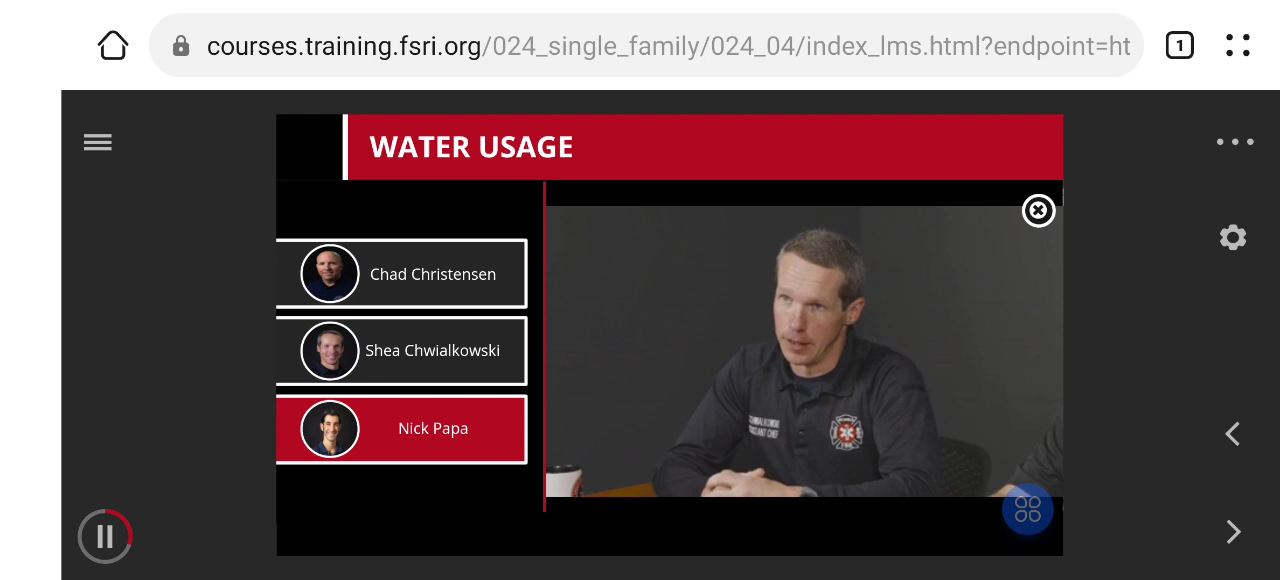 1
courses.training.fsri.org/024_single_family/024_04/index_lms.html?endpoint=ht
WATER USAGE
Chad Christensen
Shea Chwialkowski
Nick Papa